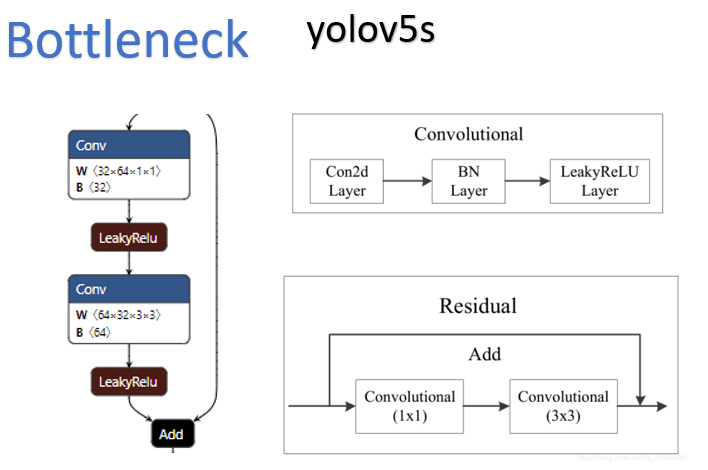 Bottleneck
yolov5s
Conv
W 〈32×64×1×1〉
B 〈32〉
LeakyRelu
Conv
W 〈64×32×3×3〉
B 〈64〉
LeakyRelu
Add
Convolutional
Con2d
Layer
BN
Layer
LeakyReLU
Layer
Residual
Add
Convolutional
(1x1)
Convolutional
(3x3)